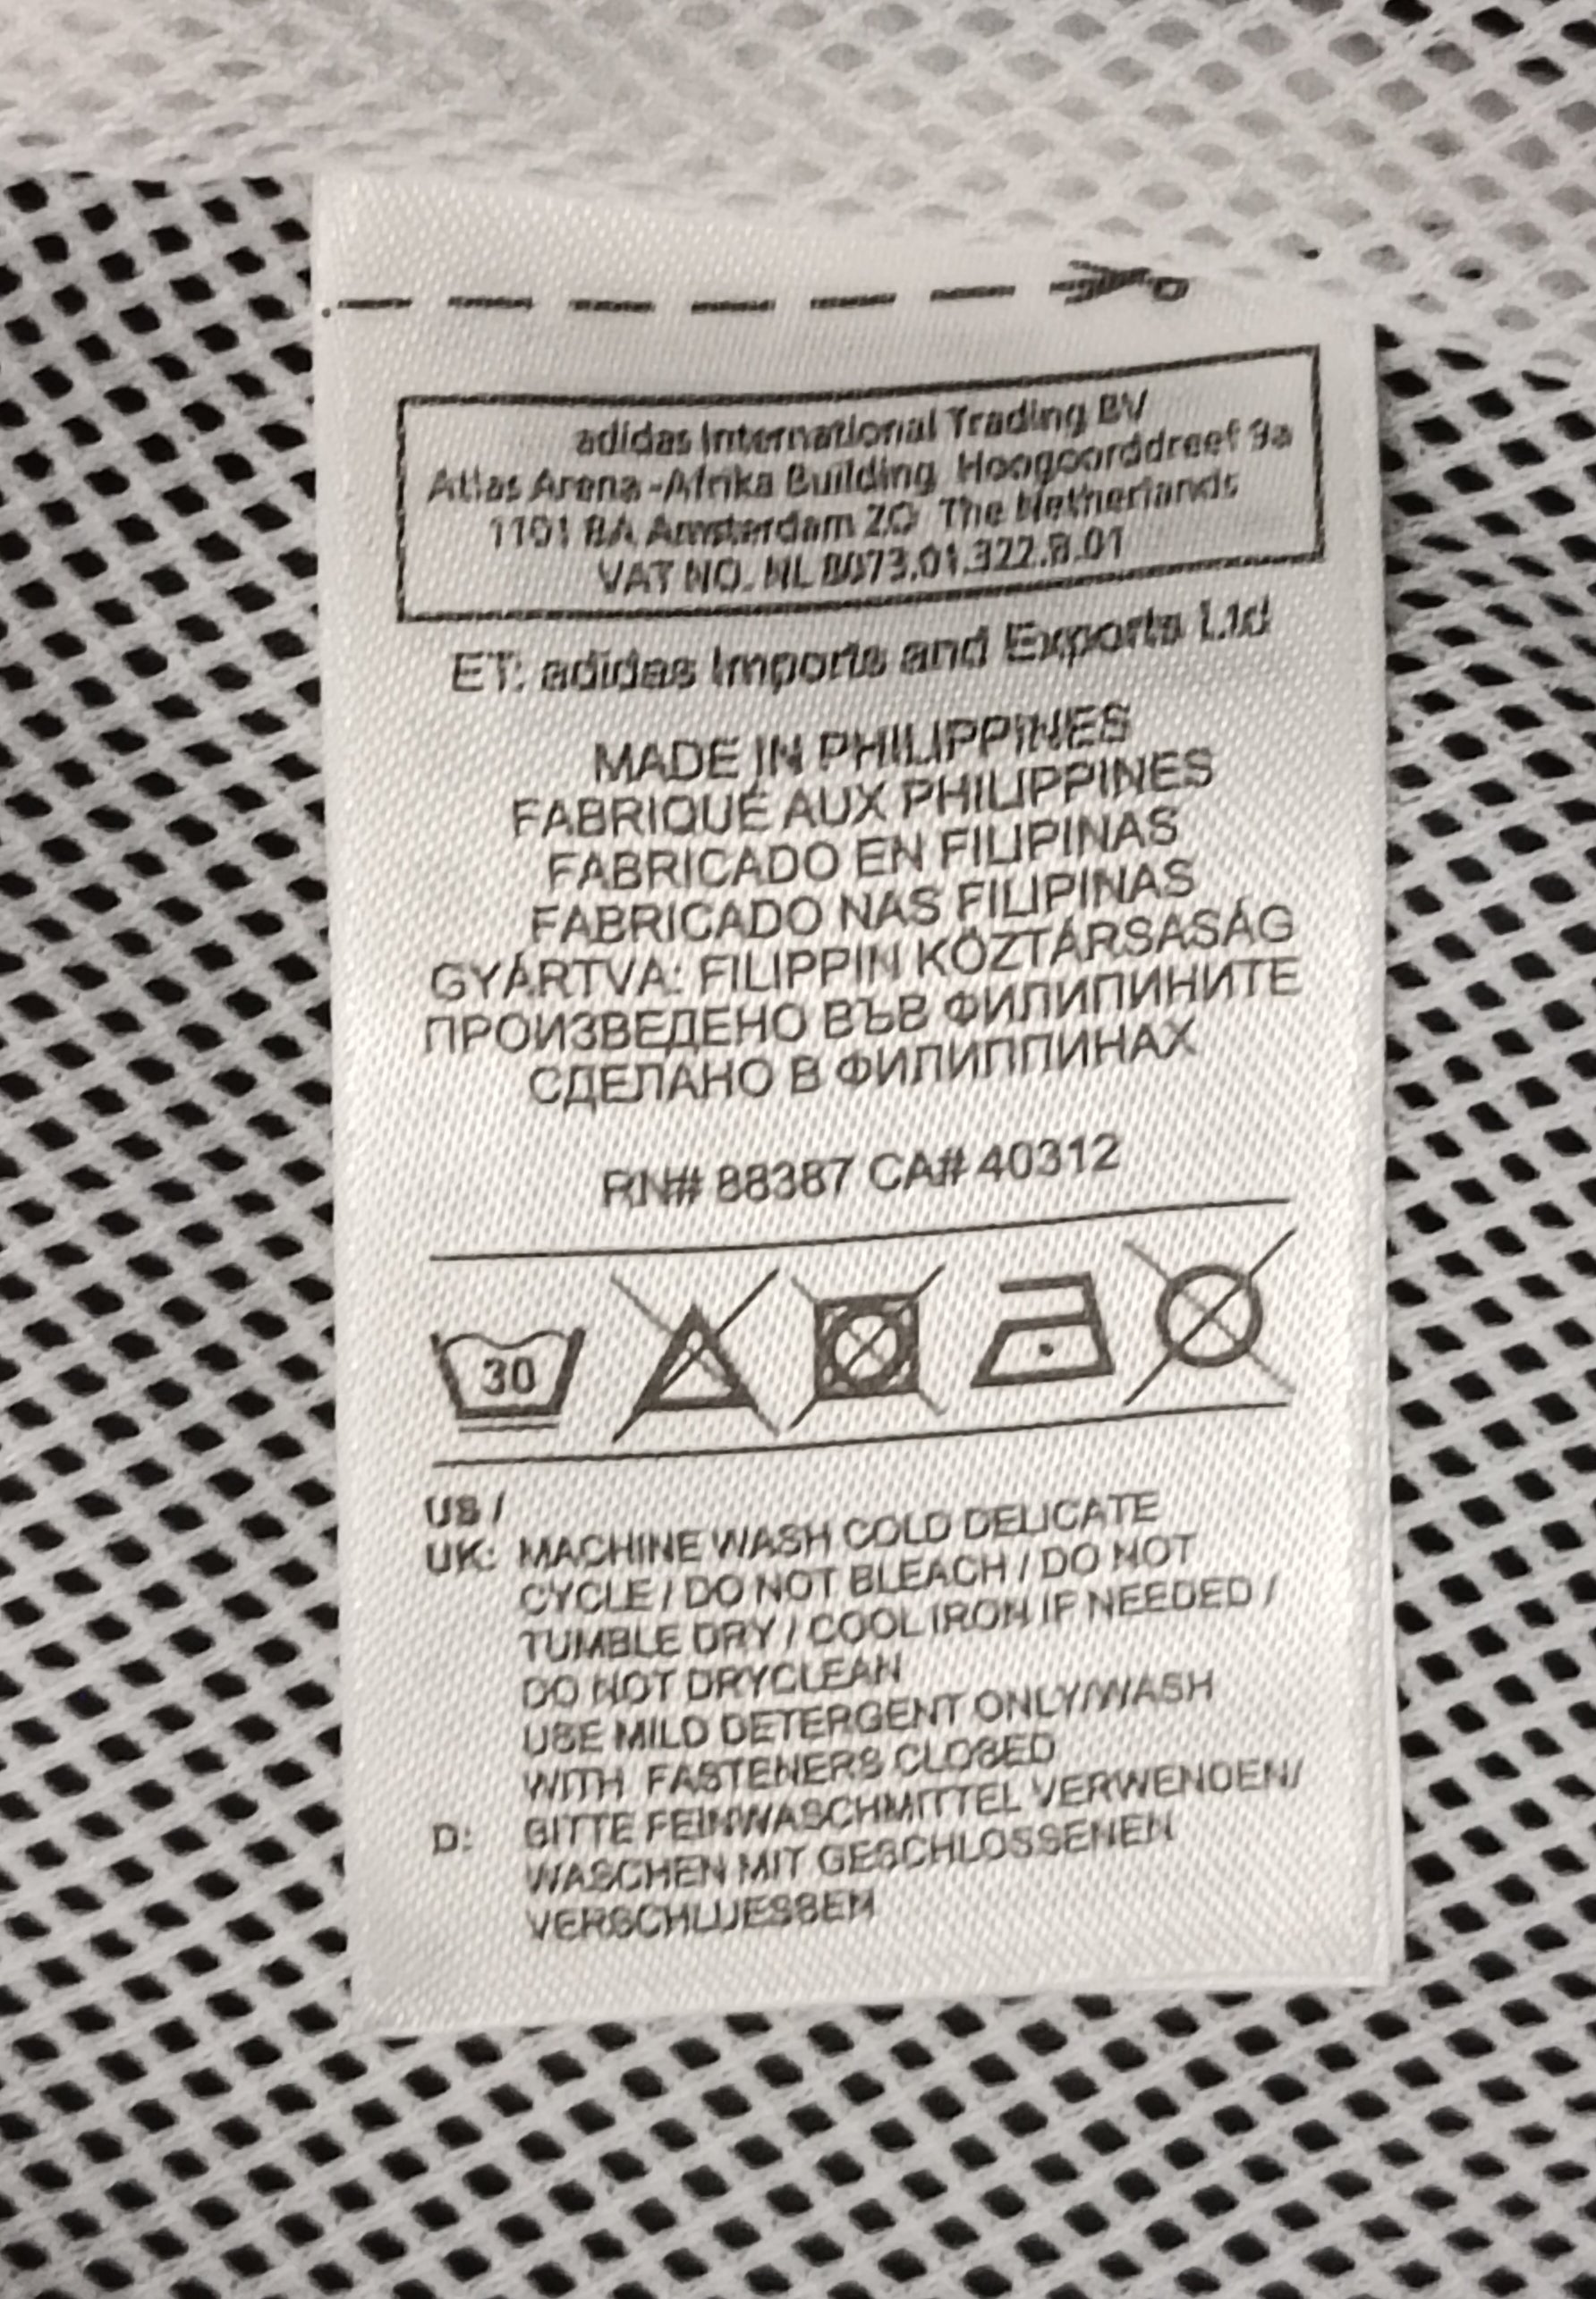 adidas International Trading BV
Atlas Arena-Afrika Building Hoogoorddreef 9a
1101 BA Amsterdam ZO The Netherlands
VAT NO. NL 8073.01.322.B.01
ET: adidas Imports and Exports Ltd
MADE IN PHILIPPINES
FABRIQUÉ AUX PHILIPPINES
FABRICADO EN FILIPINAS
FABRICADO NAS FILIPINAS
GYÁRTVA: FILIPPIN KÖZTÁRSASÁG
ПРОИЗВЕДЕНО ВЪВ ФИЛИПИНИТЕ
СДЕЛАНО В ФИЛИППИНАХ
RN# 88387 CA# 40312
30
US /
UK: MACHINE WASH COLD DELICATE
CYCLE / DO NOT BLEACH / DO NOT
TUMBLE DRY / COOL IRON IF NEEDED /
DO NOT DRYCLEAN
USE MILD DETERGENT ONLY/WASH
WITH FASTENERS CLOSED
D: BITTE FEINWASCHMITTEL VERWENDEN/
WASCHEN MIT GESCHLOSSENEN
VERSCHLUESSEN